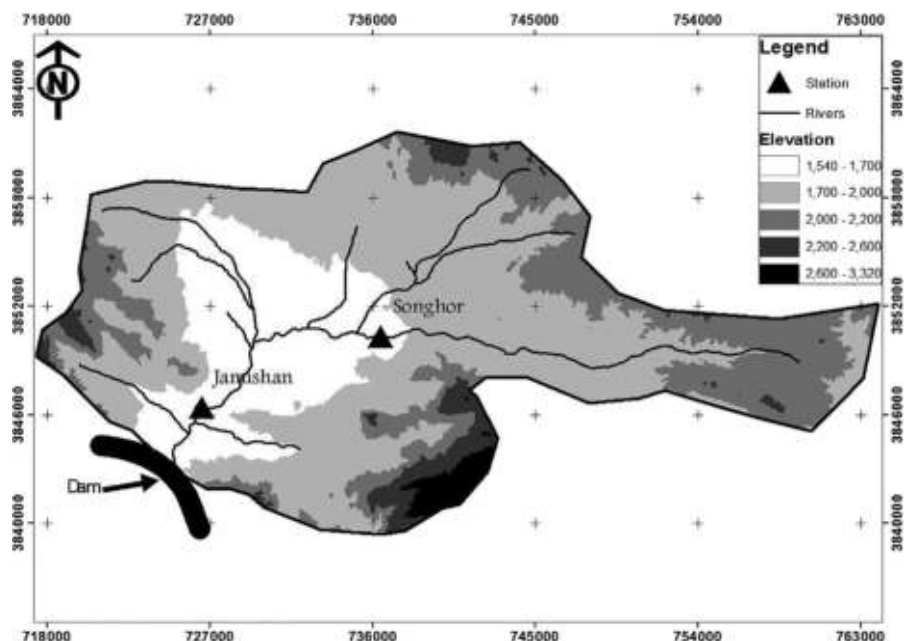 718000 727000 736000 745000 754000 763000
Legend
N
Station
3864000 3864000
Rivers
Elevation
1,540 - 1,700
1,700 - 2,000
3858000 3858000
2,000 - 2,200
2,200 - 2,600
2,600 - 3,320
3852000 3852000
Songhor
Janushan
3846000 3846000
Dam
3840000 3840000
718000 727000 736000 745000 754000 763000